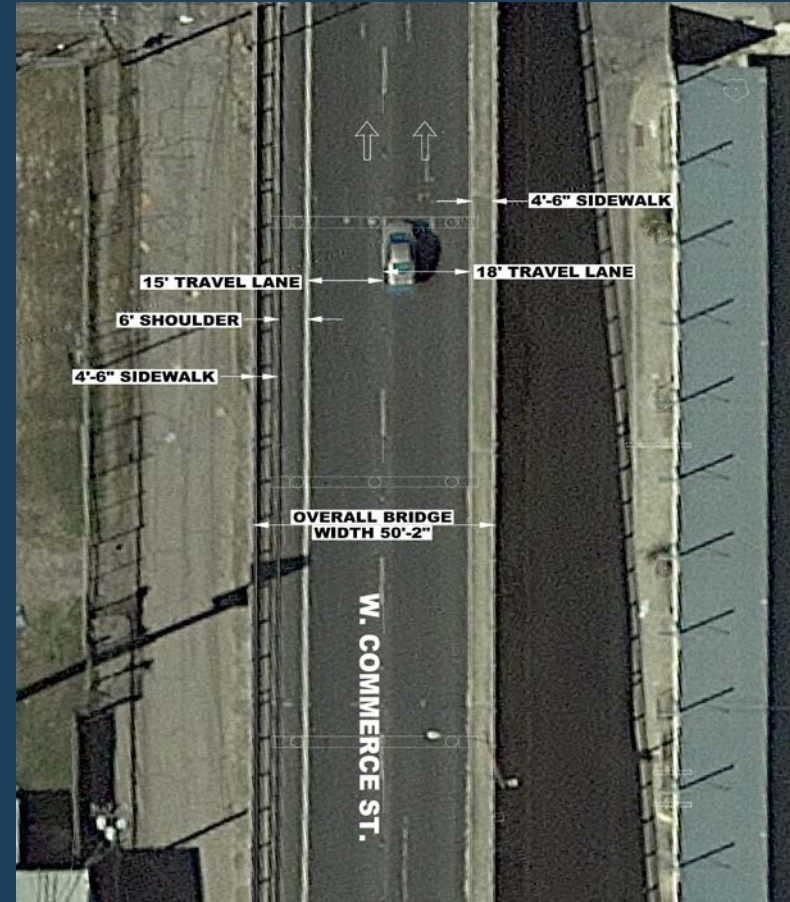 4'-6" SIDEWALK
15' TRAVEL LANE
18' TRAVEL LANE
6' SHOULDER
4'-6" SIDEWALK
OVERALL BRIDGE
WIDTH 50'-2"
W. COMMERCE ST.